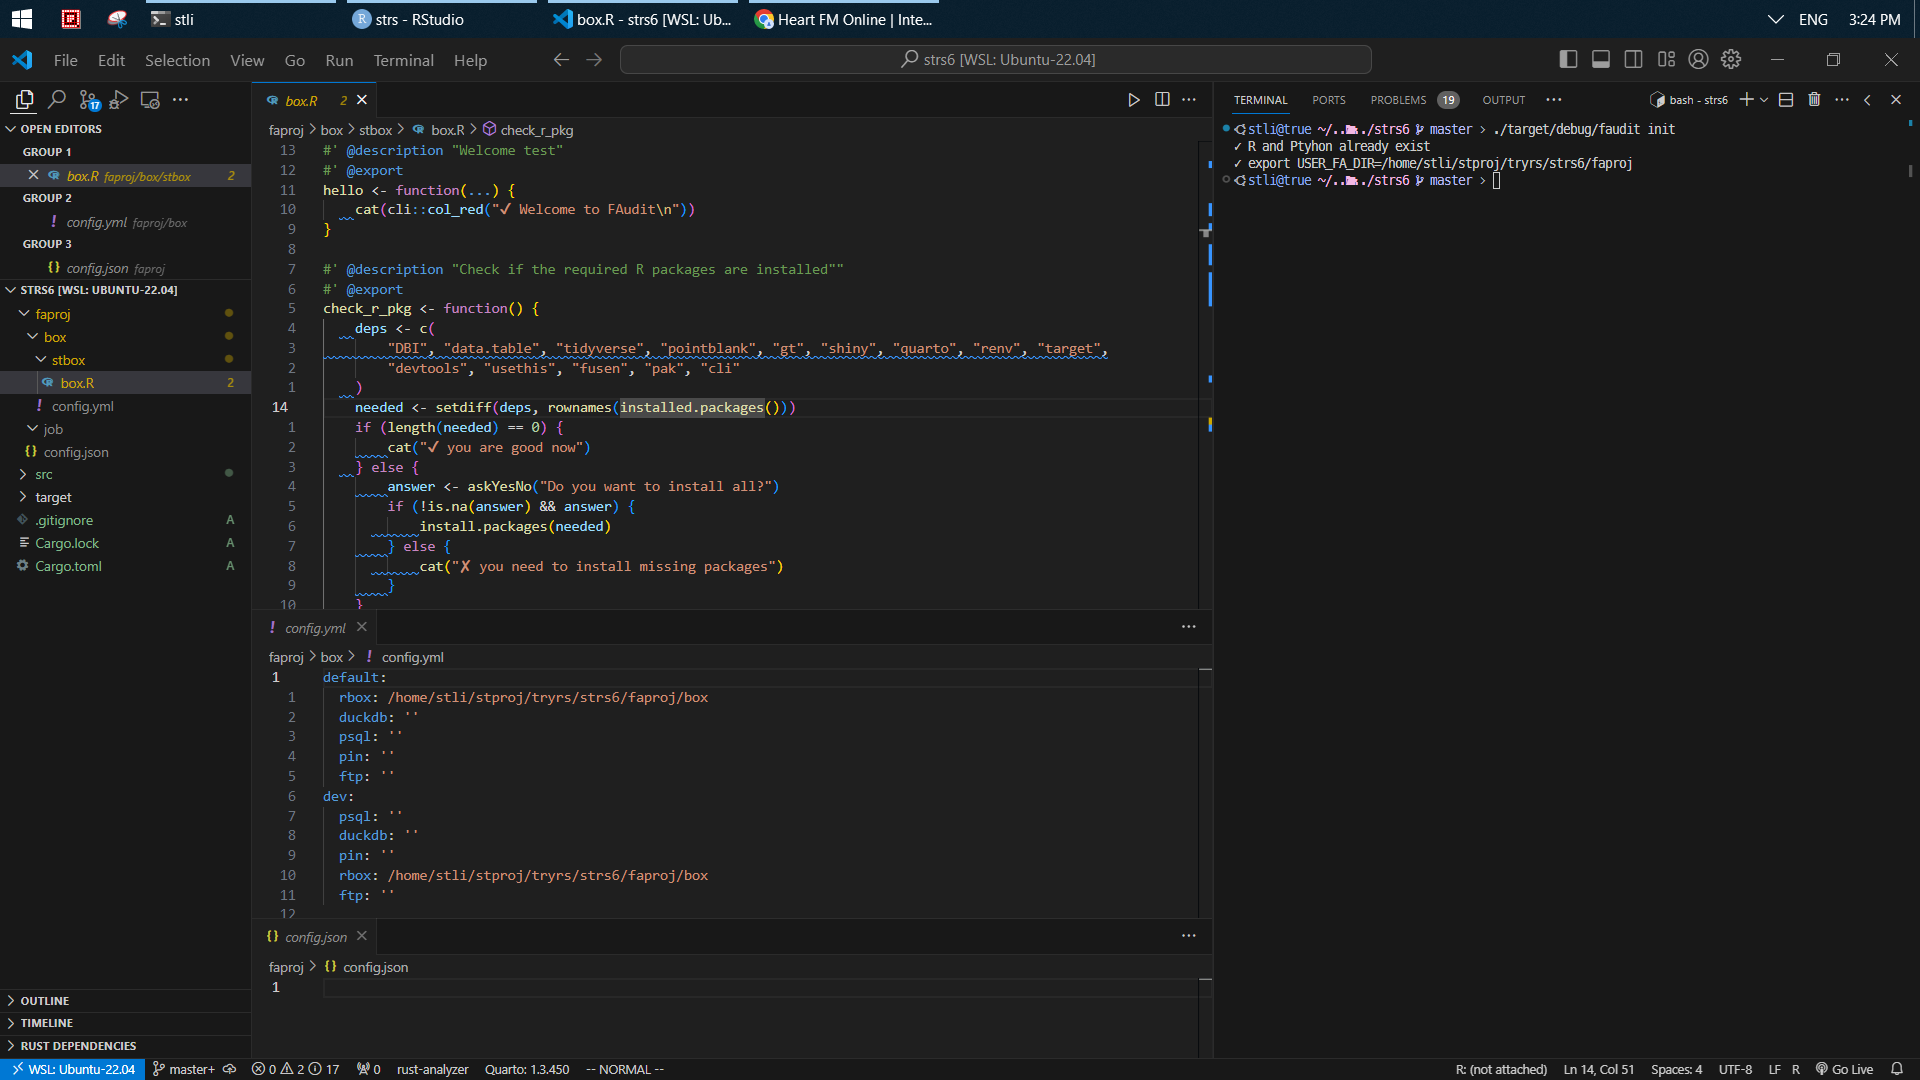 stli
strs - RStudio
box.R - strs6 [WSL: Ub...
Heart FM Online | Inte...
ENG
3:24 PM
File Edit Selection View Go Run Terminal Help
strs6 [WSL: Ubuntu-22.04]
17
OPEN EDITORS
GROUP 1
box.R faproj/box/stbox 2
GROUP 2
! config.yml faproj/box
GROUP 3
{} config.json faproj
STRS6 [WSL: UBUNTU-22.04]
faproj
box
stbox
box.R 2
! config.yml
job
{} config.json
src
target
.gitignore A
Cargo.lock A
Cargo.toml A
OUTLINE
TIMELINE
RUST DEPENDENCIES
box.R 2
faproj > box > stbox > box.R > check_r_pkg
13 #' @description "Welcome test"
12 #' @export
11 hello <- function(...) {
10 cat(cli::col_red("✓ Welcome to FAudit\n"))
9 }
8
7 #' @description "Check if the required R packages are installed""
6 #' @export
5 check_r_pkg <- function() {
4 deps <- c(
3 "DBI", "data.table", "tidyverse", "pointblank", "gt", "shiny", "quarto", "renv", "target",
2 "devtools", "usethis", "fusen", "pak", "cli"
1 )
14 needed <- setdiff(deps, rownames(installed.packages()))
1 if (length(needed) == 0) {
2 cat("✓ you are good now")
3 } else {
4 answer <- askYesNo("Do you want to install all?")
5 if (!is.na(answer) && answer) {
6 install.packages(needed)
7 } else {
8 cat("✗ you need to install missing packages")
9 }
10 }
! config.yml
faproj > box > ! config.yml
1 default:
1 rbox: /home/stli/stproj/tryrs/strs6/faproj/box
2 duckdb: ''
3 psql: ''
4 pin: ''
5 ftp: ''
6 dev:
7 psql: ''
8 duckdb: ''
9 pin: ''
10 rbox: /home/stli/stproj/tryrs/strs6/faproj/box
11 ftp: ''
12
{} config.json
faproj > {} config.json
1
TERMINAL PORTS PROBLEMS 19 OUTPUT
bash - strs6
stli@true ~/../strs6 master > ./target/debug/faudit init
✓ R and Ptyhon already exist
✓ export USER_FA_DIR=/home/stli/stproj/tryrs/strs6/faproj
stli@true ~/../strs6 master >
WSL: Ubuntu-22.04 master+ 0 2 17 0 rust-analyzer Quarto: 1.3.450 -- NORMAL --
R: (not attached) Ln 14, Col 51 Spaces: 4 UTF-8 LF R Go Live